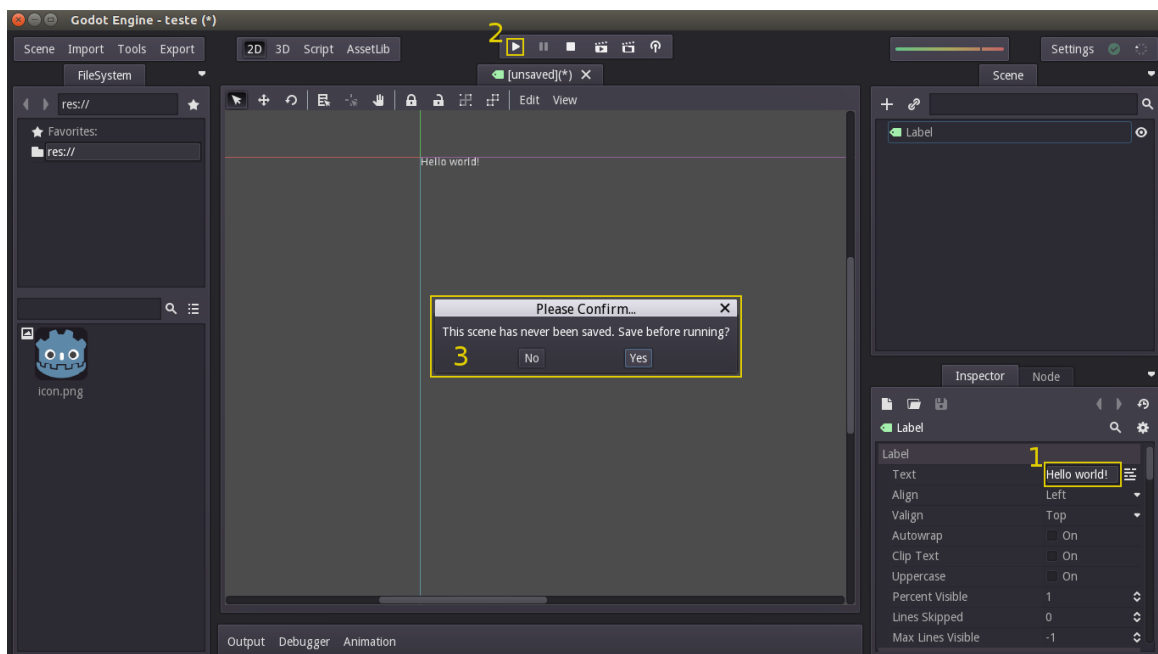 Godot Engine - teste (*)
2
Scene Import Tools Export 2D 3D Script AssetLib Settings
FileSystem [unsaved](*) X Scene
res:// Edit View
Favorites: Label
res://
Hello world!
Please Confirm...
This scene has never been saved. Save before running?
3 No Yes
icon.png
Inspector Node
Label
Label 1
Text Hello world!
Align Left
Valign Top
Autowrap On
Clip Text On
Uppercase On
Percent Visible 1
Lines Skipped 0
Max Lines Visible -1
Output Debugger Animation